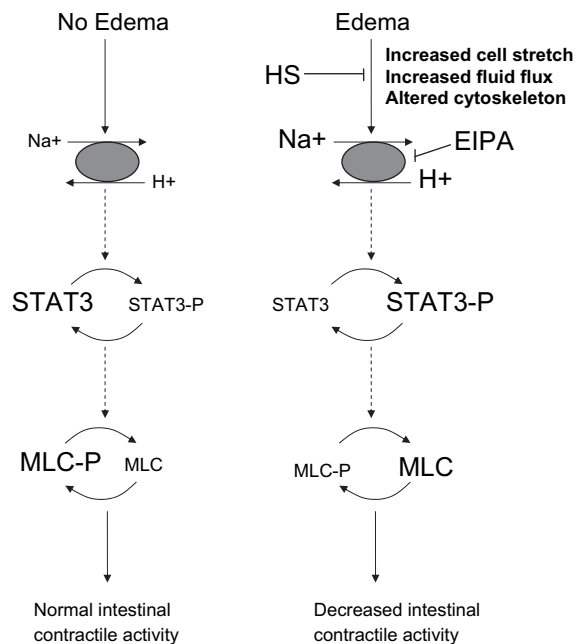 No Edema
Na+
H+
STAT3
STAT3-P
MLC-P
MLC
Normal intestinal
contractile activity
Edema
Increased cell stretch
Increased fluid flux
Altered cytoskeleton
HS
Na+
EIPA
H+
STAT3
STAT3-P
MLC-P
MLC
Decreased intestinal
contractile activity